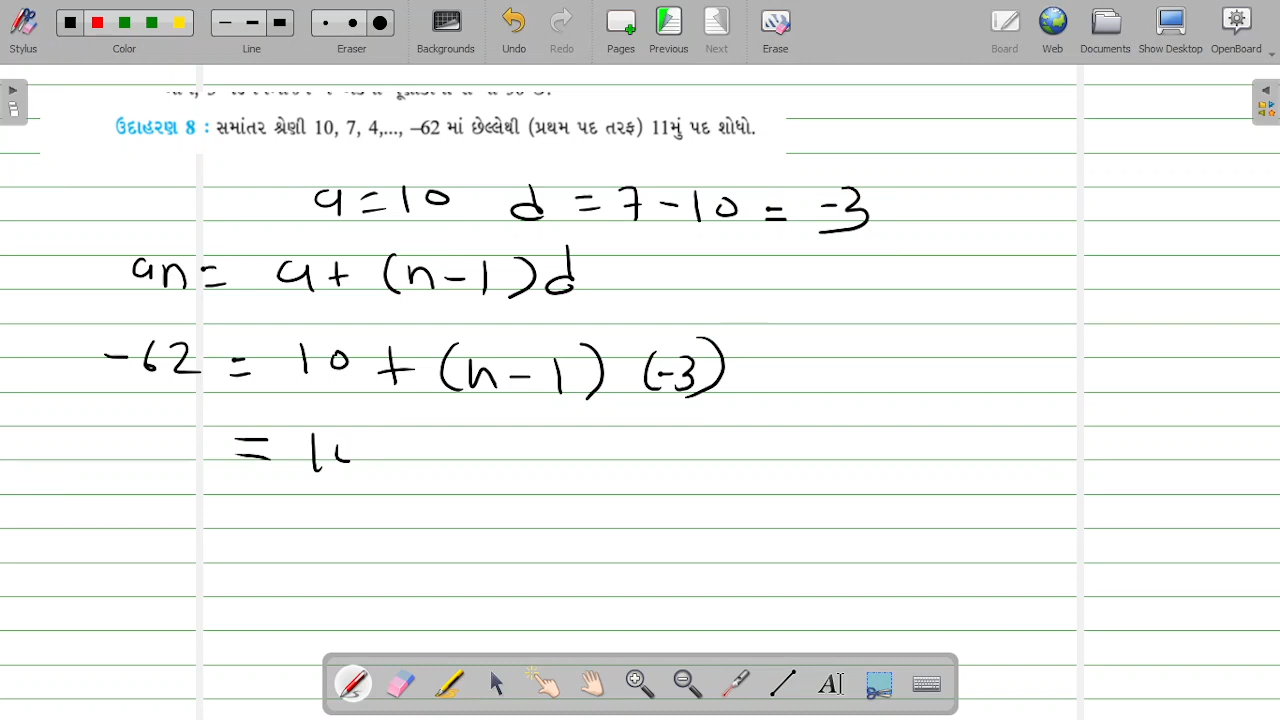 Stylus
Color
Line
Eraser
Backgrounds
Undo
Redo
Pages
Previous
Next
Erase
Board
Web
Documents
Show Desktop
OpenBoard
ઉદાહરણ 8 : સમાંતર શ્રેણી 10, 7, 4,..., –62 માં છેલ્લેથી (પ્રથમ પદ તરફ) 11મું પદ શોધો.
a = 10 d = 7 - 10 = -3
an = a + (n - 1) d
-62 = 10 + (n - 1) (-3)
=